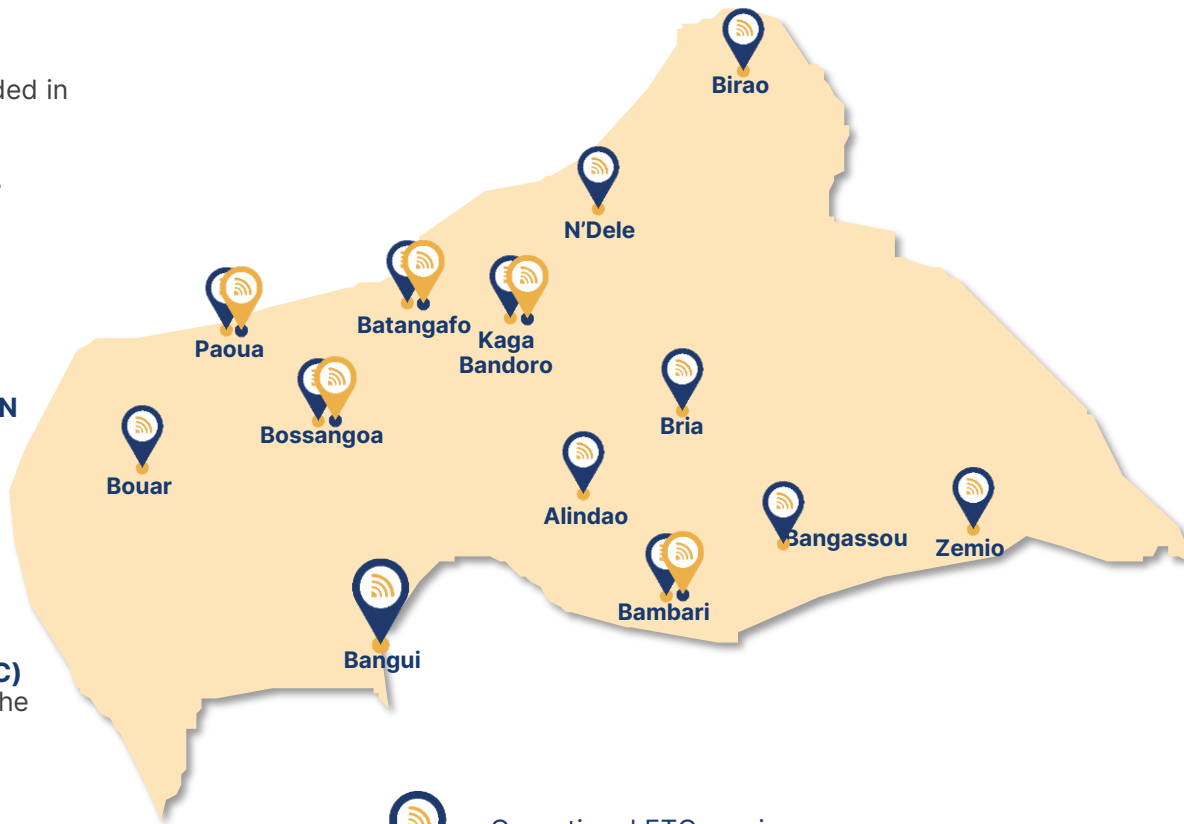 ded in
Birao
N'Dele
Batangafo
Kaga
Bandoro
Paoua
N
Bria
Bossangoa
Bouar
Alindao
Bangassou
Zemio
Bambari
Bangui
C)
he